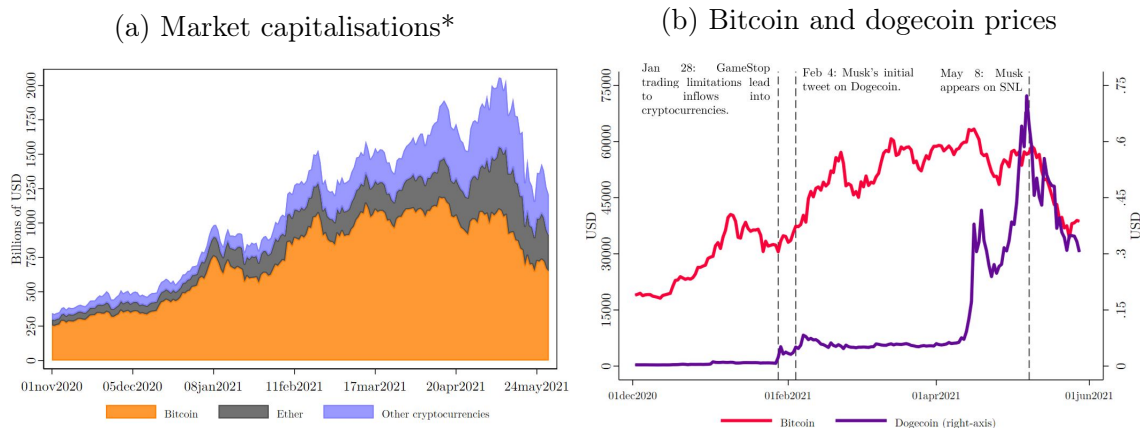 (a) Market capitalisations*
Billions of USD
2000
1750
1500
1250
1000
750
500
250
0
01nov2020 05dec2020 08jan2021 11feb2021 17mar2021 20apr2021 24may2021
Bitcoin Ether Other cryptocurrencies
(b) Bitcoin and dogecoin prices
Jan 28: GameStop
trading limitations lead
to inflows into
cryptocurrencies.
Feb 4: Musk's initial
tweet on Dogecoin.
May 8: Musk
appears on SNL
USD
75000
60000
45000
30000
15000
0
.75
.6
.45
.3
.15
0
USD
01dec2020 01feb2021 01apr2021 01jun2021
Bitcoin Dogecoin (right-axis)